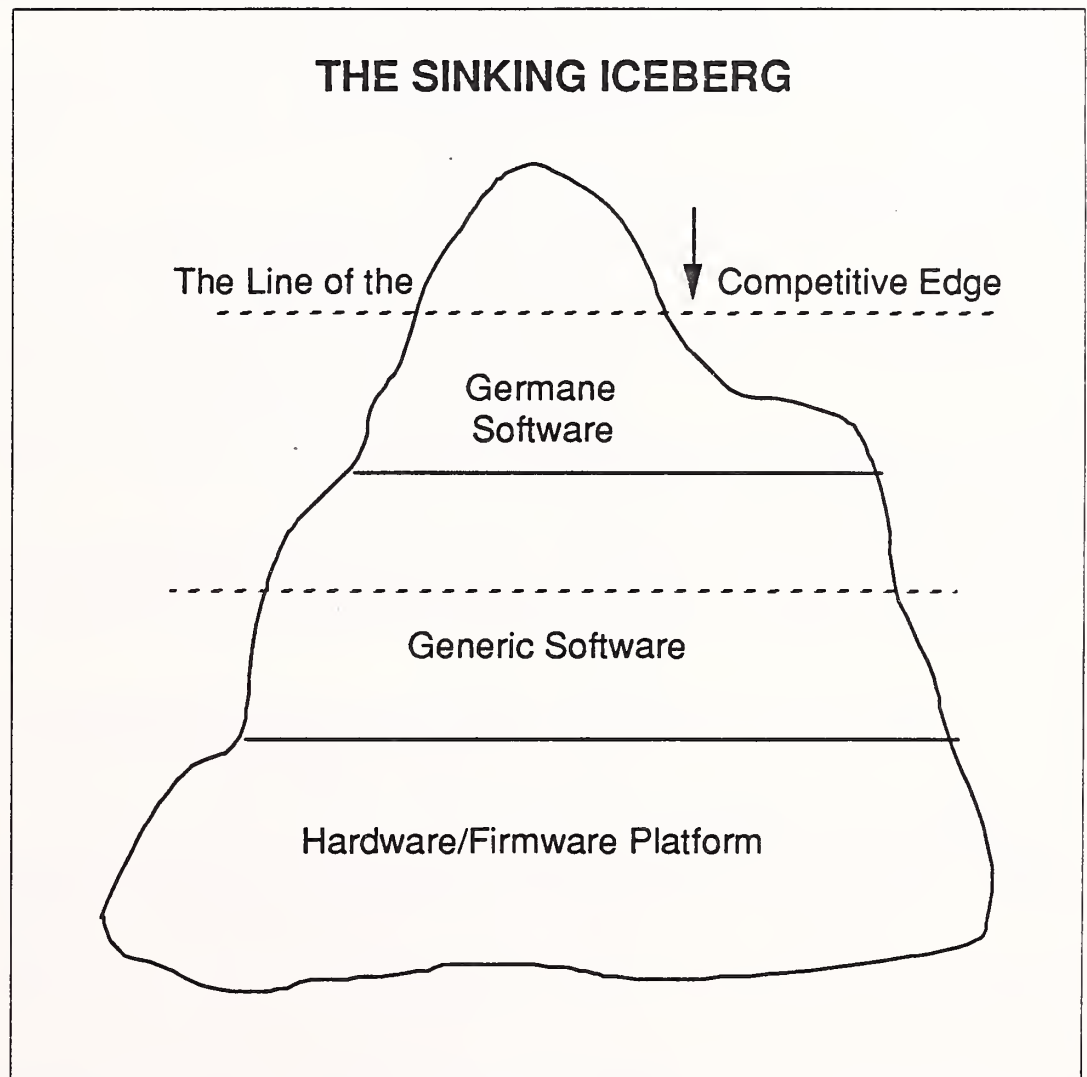 THE SINKING ICEBERG
The Line of the Competitive Edge
Germane
Software
Generic Software
Hardware/Firmware Platform